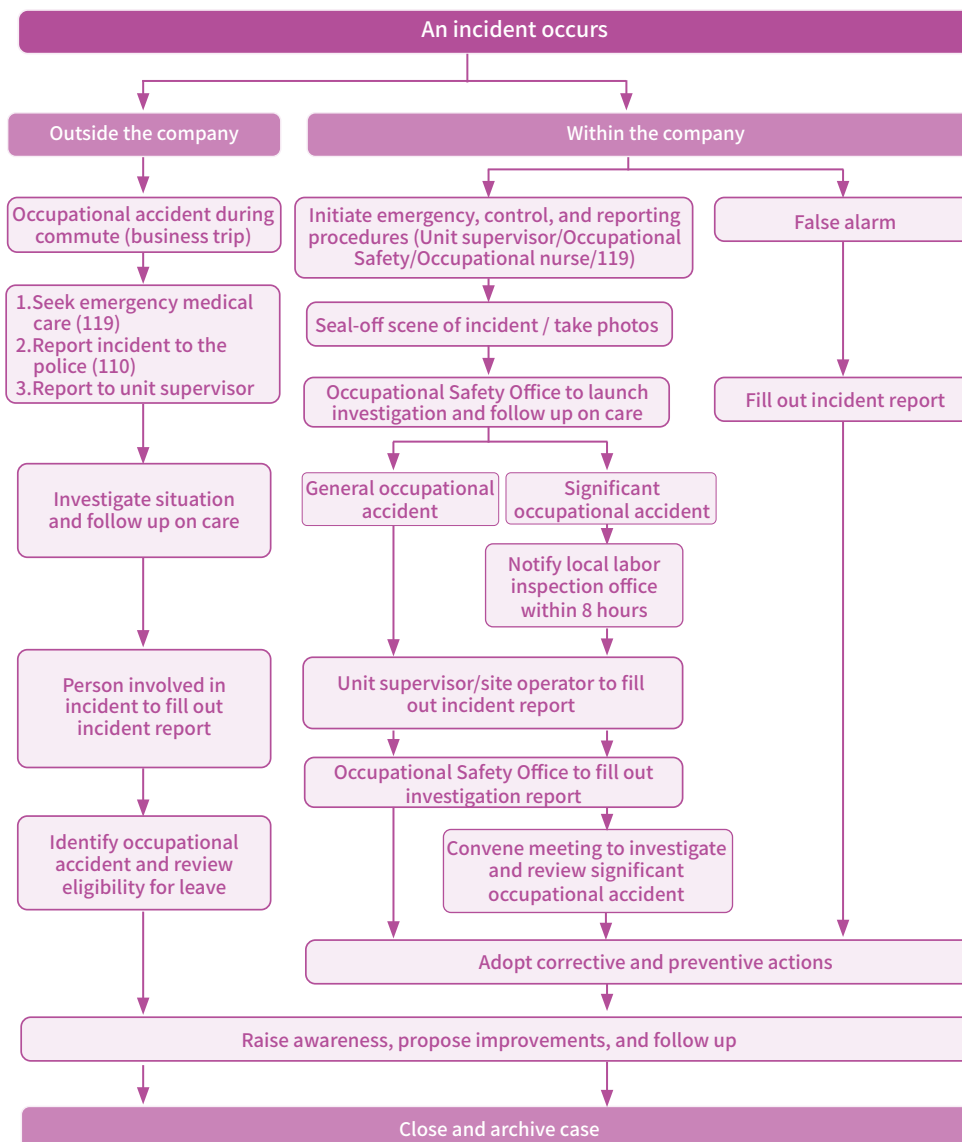 An incident occurs
Outside the company
Within the company
Occupational accident during
commute (business trip)
Initiate emergency, control, and reporting
procedures (Unit supervisor/Occupational
Safety/Occupational nurse/119)
False alarm
1.Seek emergency medical
care (119)
2.Report incident to the
police (110)
3.Report to unit supervisor
Seal-off scene of incident / take photos
Occupational Safety Office to launch
investigation and follow up on care
Fill out incident report
Investigate situation
and follow up on care
General occupational
accident
Significant
occupational accident
Notify local labor
inspection office
within 8 hours
Person involved in
incident to fill out
incident report
Unit supervisor/site operator to fill
out incident report
Occupational Safety Office to fill out
investigation report
Identify occupational
accident and review
eligibility for leave
Convene meeting to investigate
and review significant
occupational accident
Adopt corrective and preventive actions
Raise awareness, propose improvements, and follow up
Close and archive case